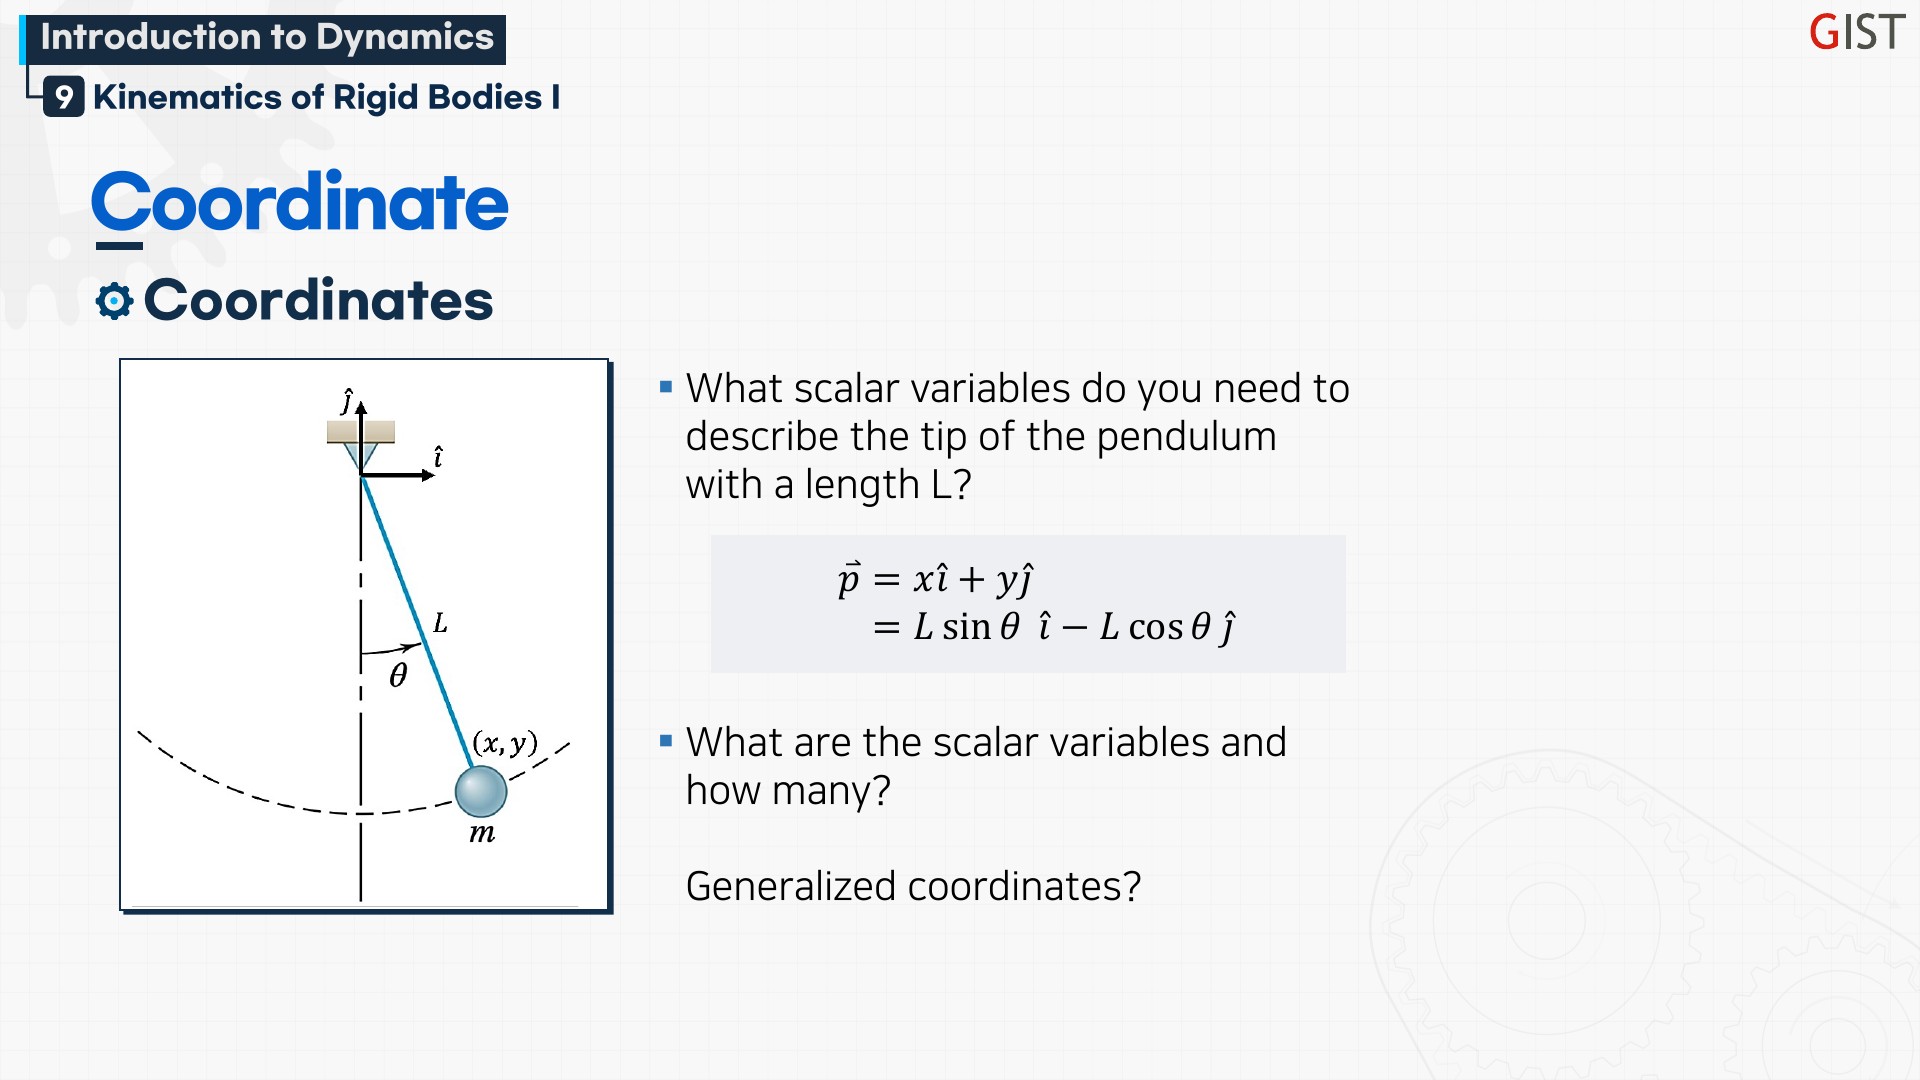 Introduction to Dynamics
GIST
9 Kinematics of Rigid Bodies I
Coordinate
Coordinates
ĵ
î
L
θ
(x, y)
m
▪ What scalar variables do you need to
describe the tip of the pendulum
with a length L?
p⃗ = xî + yĵ
= L sin θ î − L cos θ ĵ
▪ What are the scalar variables and
how many?
Generalized coordinates?